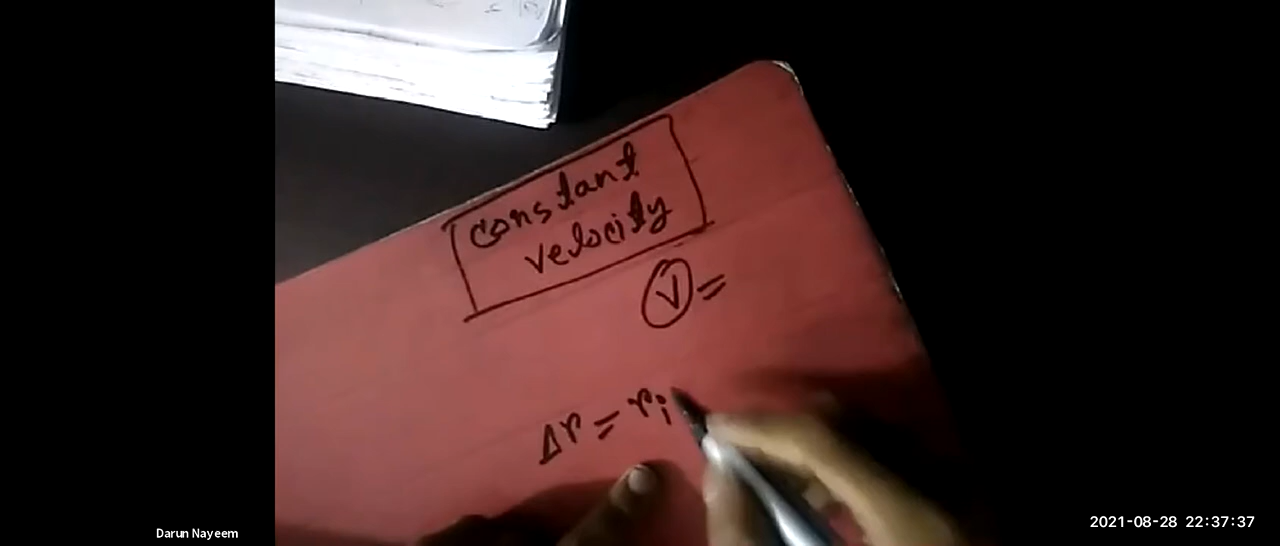 constant
velocity
V =
Δr = ri
Darun Nayeem
2021-08-28 22:37:37